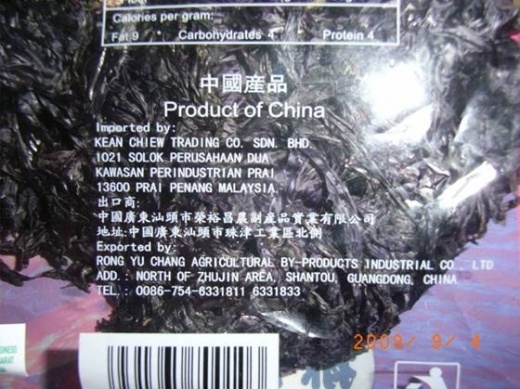 Calories per gram:
Fat 9 * Carbohydrates 4 Protein 4
中國産品
Product of China
Imported by:
KEAN CHIEW TRADING CO. SDN. BHD.
1021 SOLOK PERUSAHAAN DUA
KAWASAN PERINDUSTRIAN PRAI
13600 PRAI PENANG MALAYSIA.
出口商:
中國廣東汕頭市榮裕昌農副産品實業有限公司
地址:中國廣東汕頭市珠津工業區北側
Exported by:
RONG YU CHANG AGRICULTURAL BY-PRODUCTS INDUSTRIAL CO., LTD
ADD.: NORTH OF ZHUJIN AREA, SHANTOU, GUANGDONG, CHINA
TEL.: 0086-754-6331811 6331833
2009/ 9/ 4